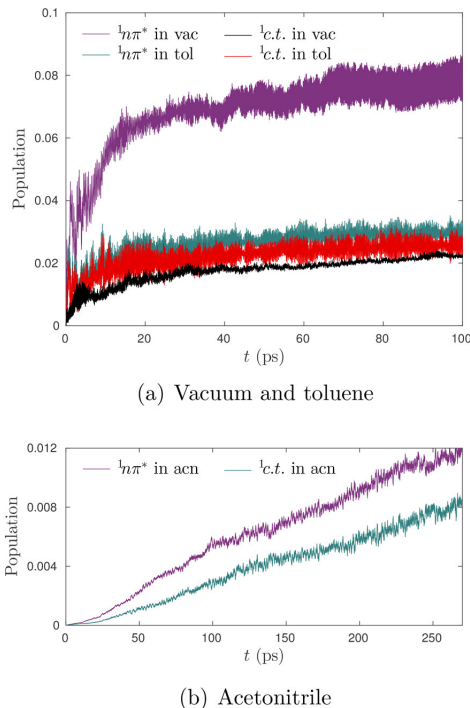 0.1
¹nπ* in vac ¹c.t. in vac
¹nπ* in tol ¹c.t. in tol
0.08
0.06
0.04
0.02
0
Population
0 20 40 60 80 100
t (ps)
(a) Vacuum and toluene
0.012
¹nπ* in acn ¹c.t. in acn
0.008
0.004
0
Population
0 50 100 150 200 250
t (ps)
(b) Acetonitrile